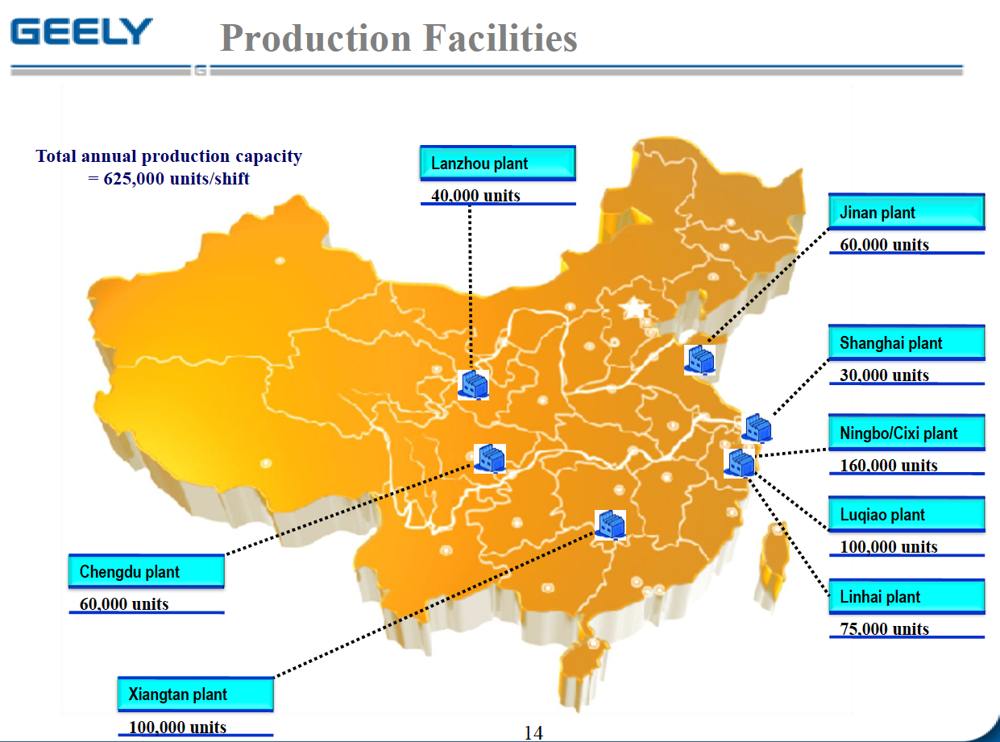 GEELY
Production Facilities
Total annual production capacity
= 625,000 units/shift
Lanzhou plant
40,000 units
Jinan plant
60,000 units
Shanghai plant
30,000 units
Ningbo/Cixi plant
160,000 units
Luqiao plant
100,000 units
Linhai plant
75,000 units
Chengdu plant
60,000 units
Xiangtan plant
100,000 units
14